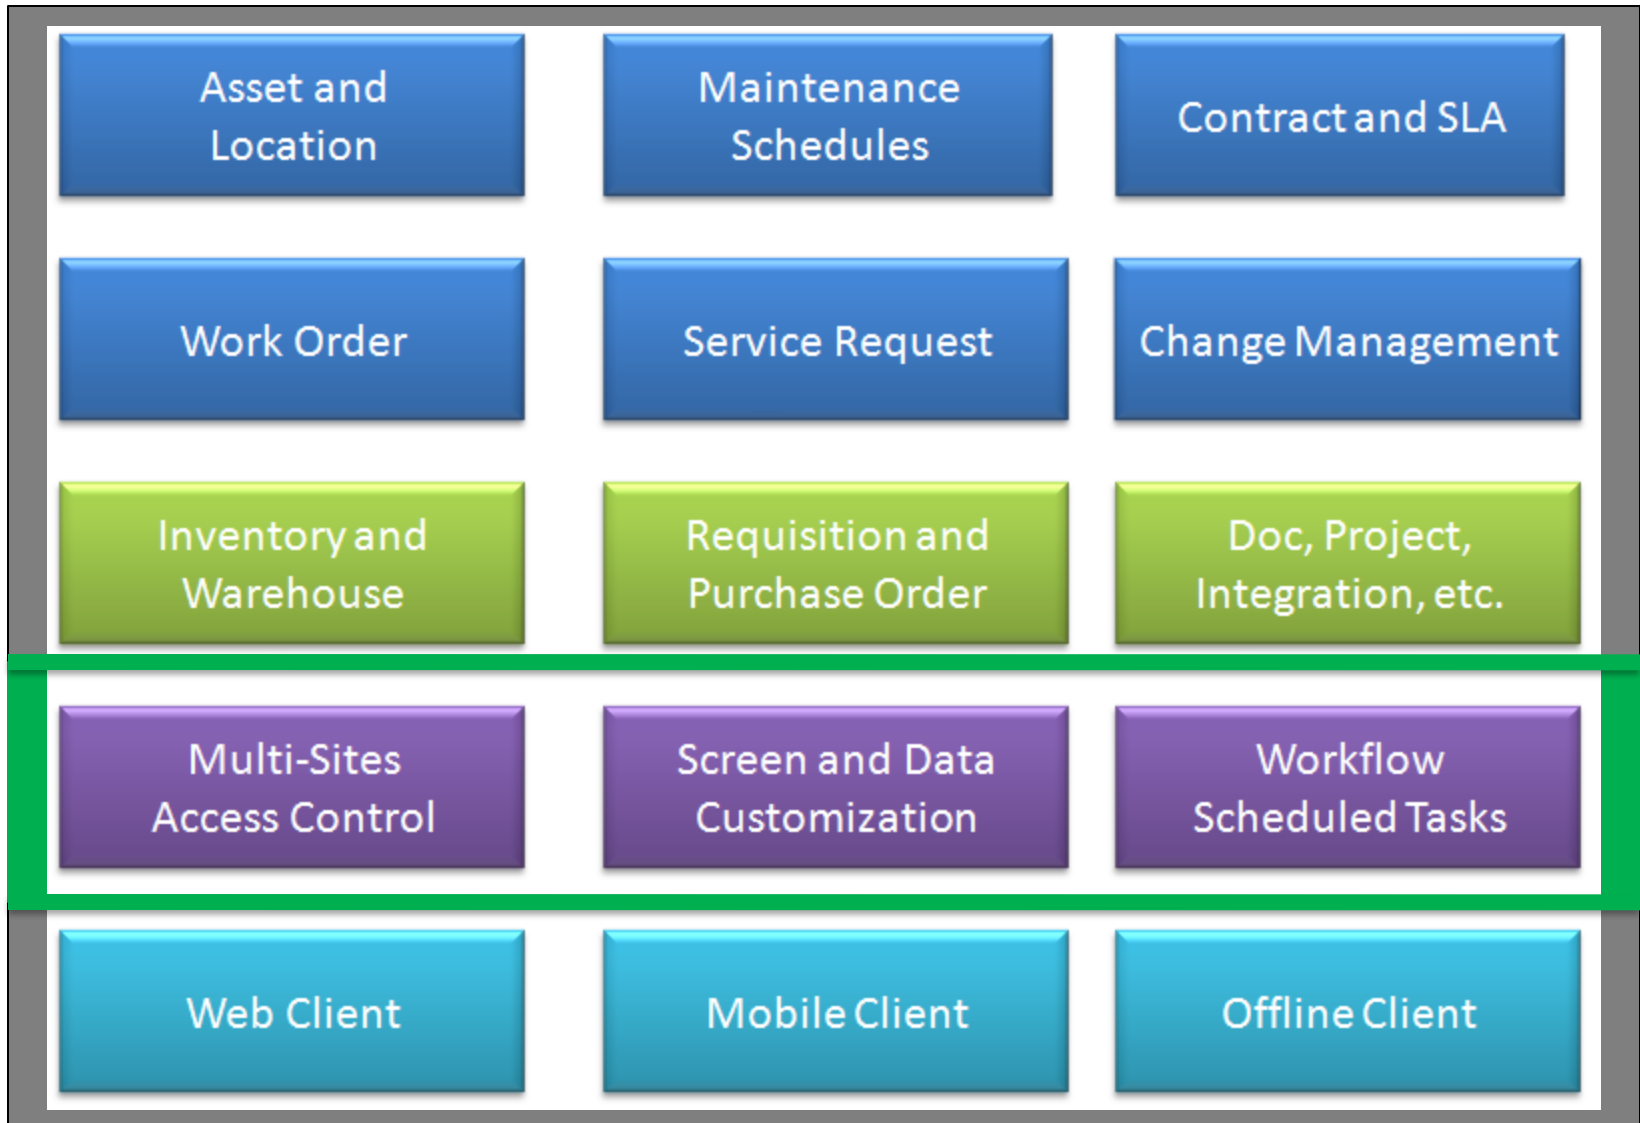 Asset and
Location
Maintenance
Schedules
Contract and SLA
Work Order
Service Request
Change Management
Inventory and
Warehouse
Requisition and
Purchase Order
Doc, Project,
Integration, etc.
Multi-Sites
Access Control
Screen and Data
Customization
Workflow
Scheduled Tasks
Web Client
Mobile Client
Offline Client